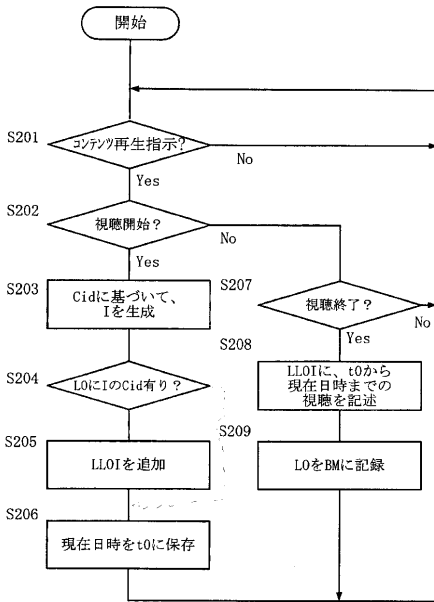 開始
S201
コンテンツ再生指示?
No
Yes
S202
視聴開始?
No
Yes
S203
Cidに基づいて、
Iを生成
S207
視聴終了?
No
Yes
S204
LOにIのCid有り?
S208
LLOIに、t0から
現在日時までの
視聴を記述
S205
LLOIを追加
S209
LOをBMに記録
S206
現在日時をt0に保存